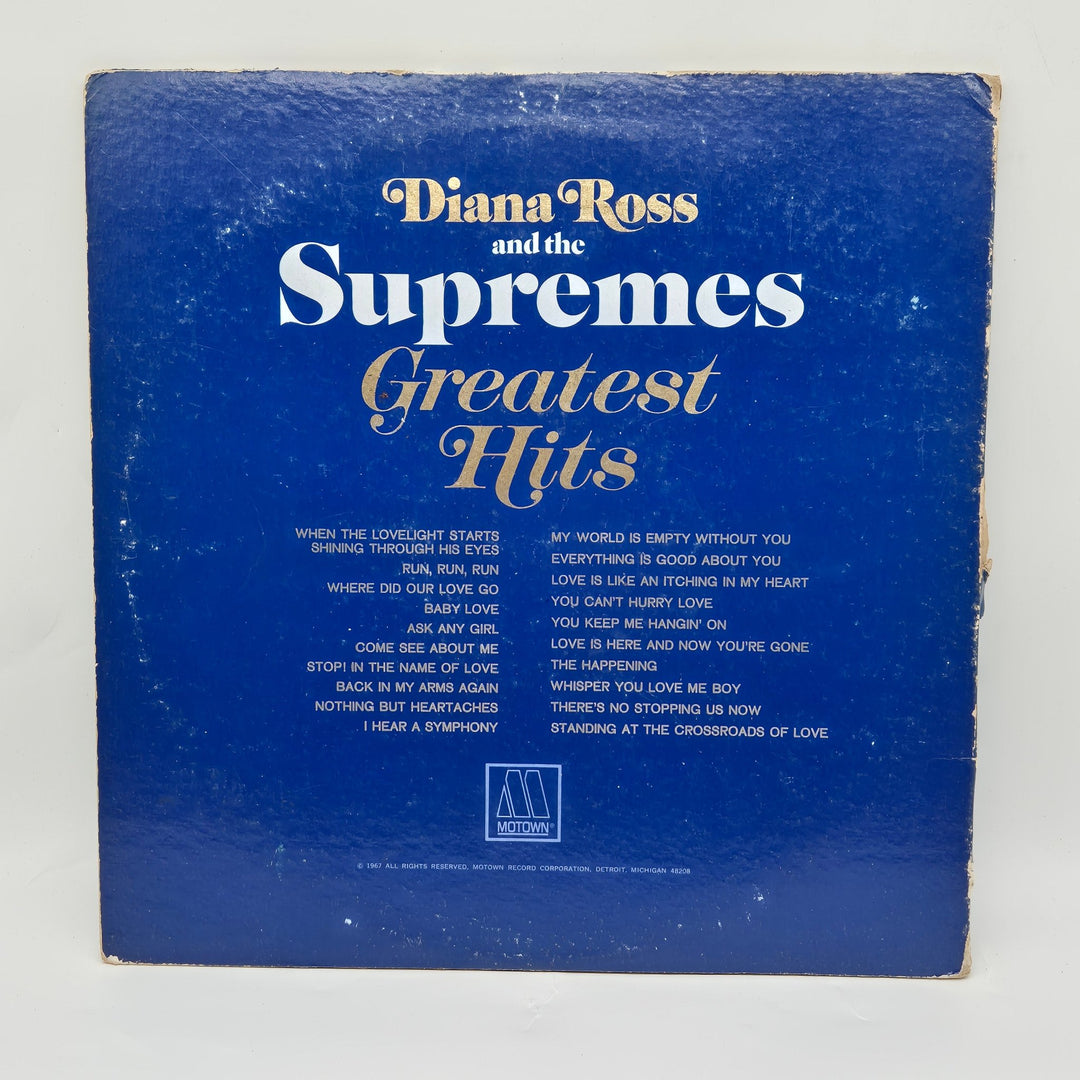 Diana Ross
and the
Supremes
Greatest
Hits
WHEN THE LOVELIGHT STARTS
SHINING THROUGH HIS EYES
RUN, RUN, RUN
WHERE DID OUR LOVE GO
BABY LOVE
ASK ANY GIRL
COME SEE ABOUT ME
STOP! IN THE NAME OF LOVE
BACK IN MY ARMS AGAIN
NOTHING BUT HEARTACHES
I HEAR A SYMPHONY
MY WORLD IS EMPTY WITHOUT YOU
EVERYTHING IS GOOD ABOUT YOU
LOVE IS LIKE AN ITCHING IN MY HEART
YOU CAN'T HURRY LOVE
YOU KEEP ME HANGIN' ON
LOVE IS HERE AND NOW YOU'RE GONE
THE HAPPENING
WHISPER YOU LOVE ME BOY
THERE'S NO STOPPING US NOW
STANDING AT THE CROSSROADS OF LOVE
M
MOTOWN®
© 1967 ALL RIGHTS RESERVED, MOTOWN RECORD CORPORATION, DETROIT, MICHIGAN 48208